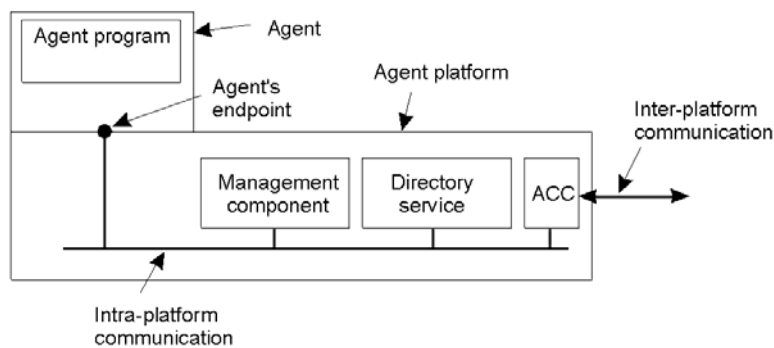 Agent program
Agent
Agent's
endpoint
Agent platform
Inter-platform
communication
Management
component
Directory
service
ACC
Intra-platform
communication